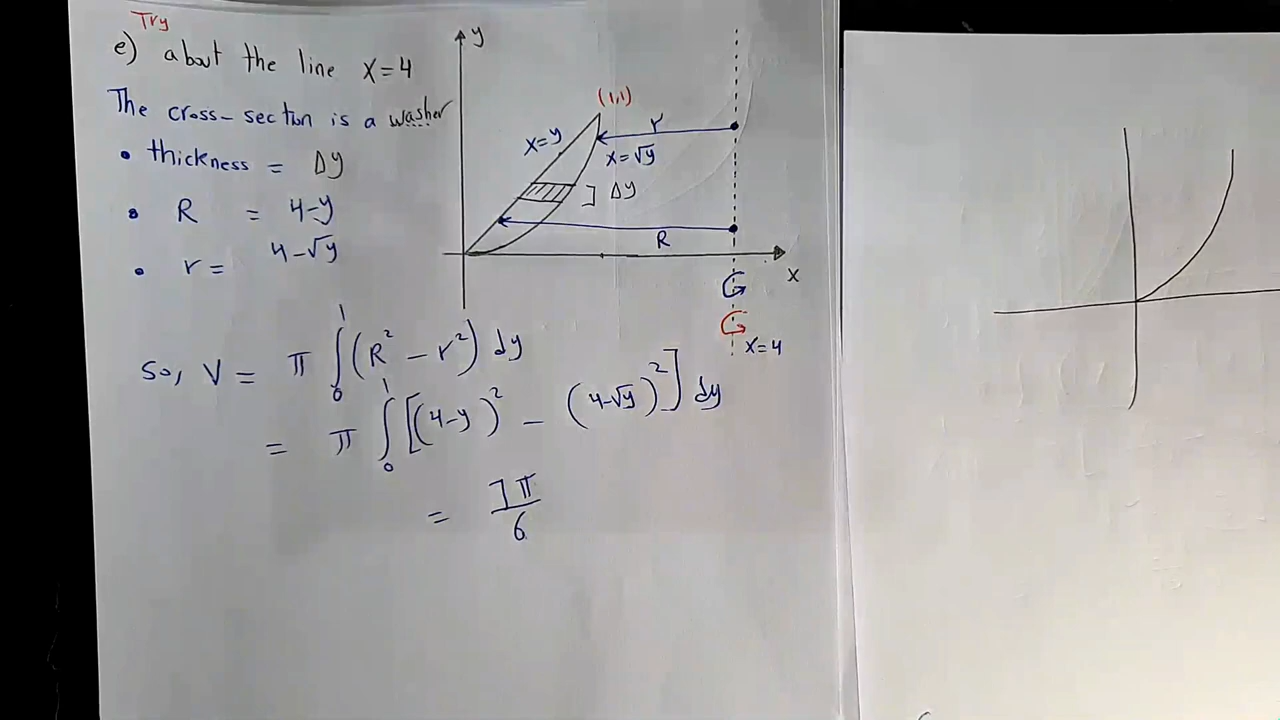 Try
e) about the line x=4
The cross-section is a washer
• thickness = Δy
• R = 4-y
• r = 4-√y
y
(1,1)
r
x=y
x=√y
] Δy
R
x
x=4
So, V = π ∫₀¹ (R² - r²) dy
= π ∫₀¹ [(4-y)² - (4-√y)²] dy
= 7π/6